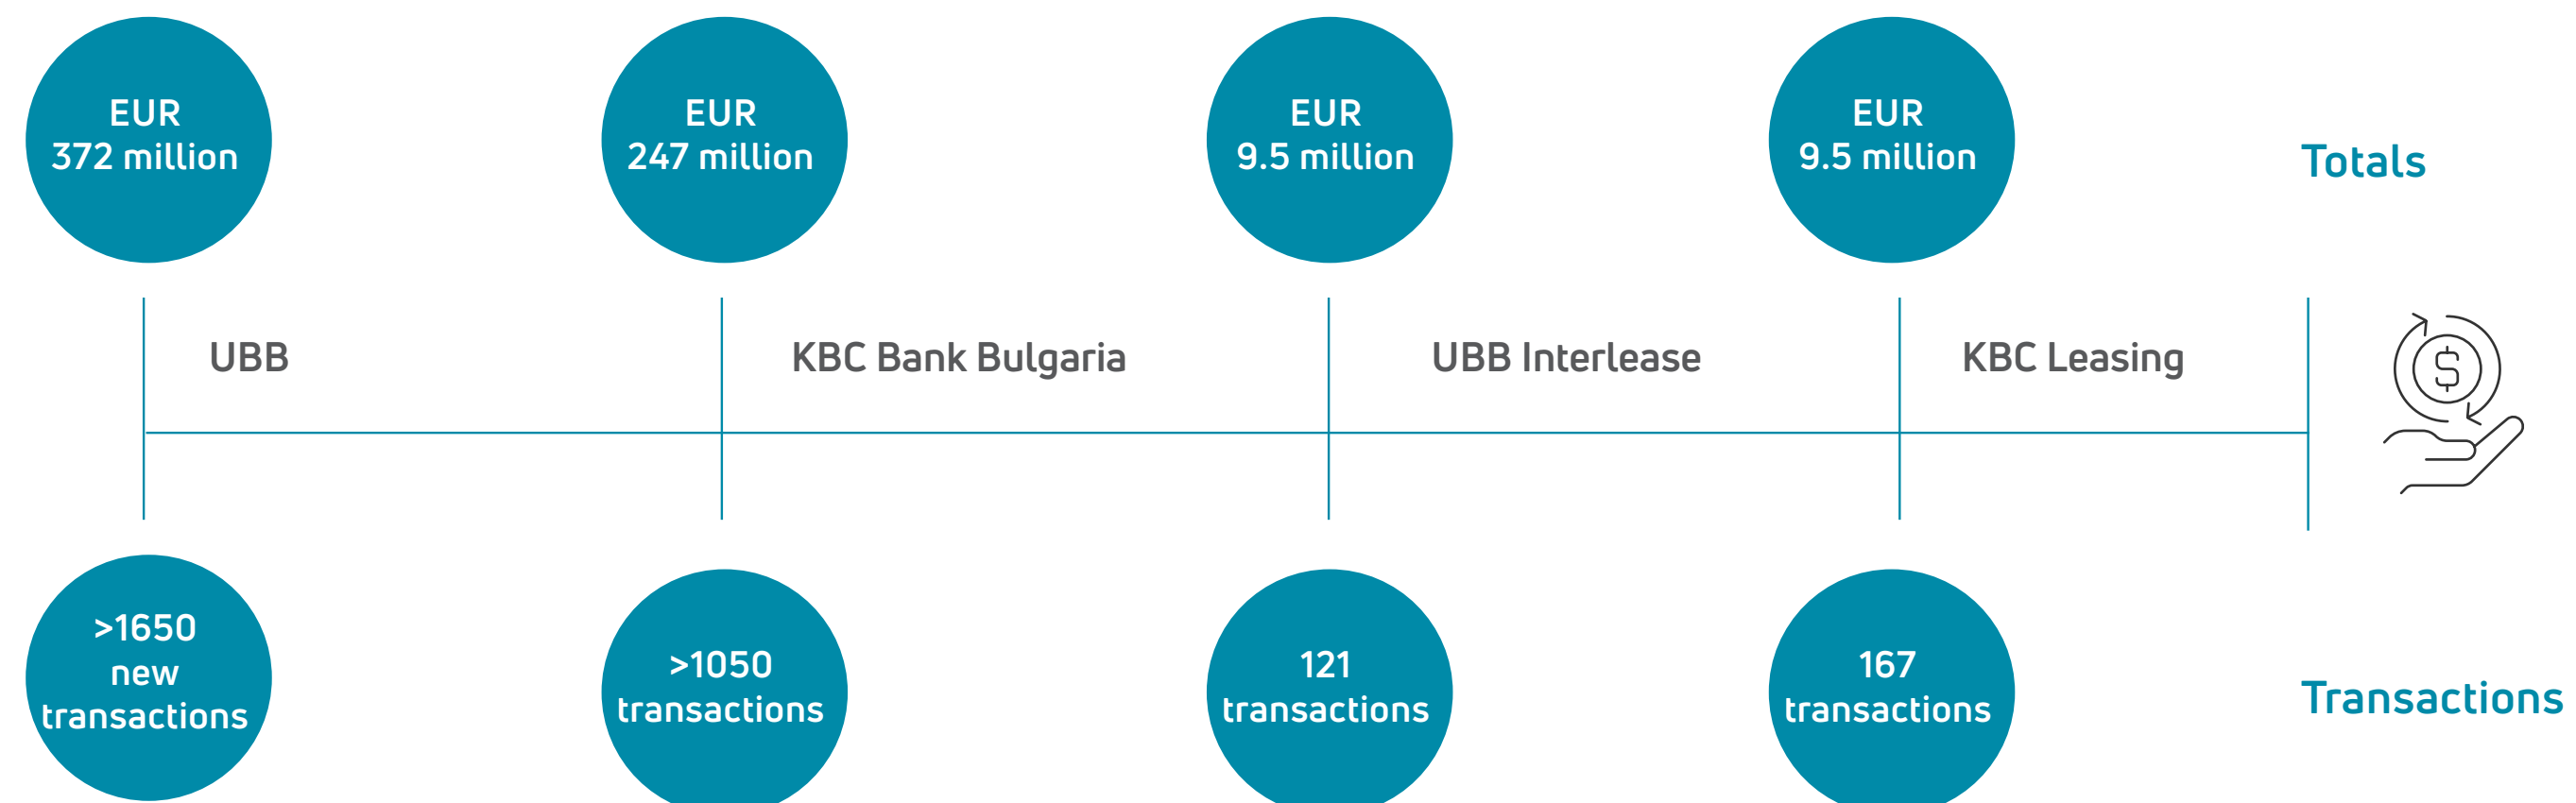 EUR
372 million
EUR
247 million
EUR
9.5 million
EUR
9.5 million
Totals
UBB
KBC Bank Bulgaria
UBB Interlease
KBC Leasing
>1650
new
transactions
>1050
transactions
121
transactions
167
transactions
Transactions